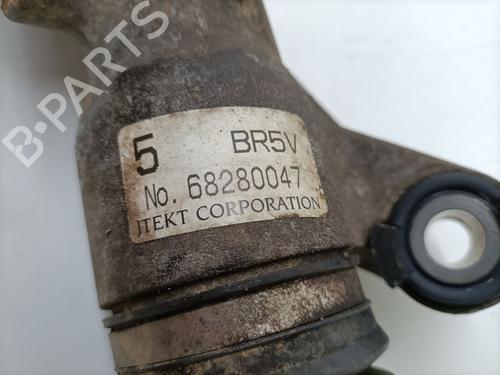 B-PARTS
5 BR5V
No. 68280047
JTEKT CORPORATION